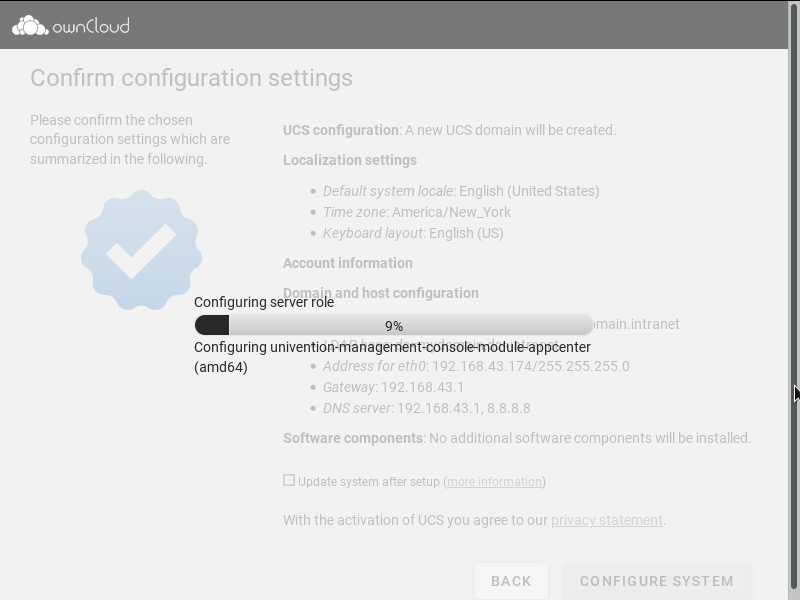 ownCloud
Confirm configuration settings
Please confirm the chosen
configuration settings which are
summarized in the following.
UCS configuration: A new UCS domain will be created.
Localization settings
• Default system locale: English (United States)
• Time zone: America/New_York
• Keyboard layout: English (US)
Account information
Domain and host configuration
Configuring server role
omain.intranet
9%
Configuring univention-management-console-module-appcenter
(amd64)
• Address for eth0: 192.168.43.174/255.255.255.0
• Gateway: 192.168.43.1
• DNS server: 192.168.43.1, 8.8.8.8
Software components: No additional software components will be installed.
Update system after setup (more information)
With the activation of UCS you agree to our privacy statement.
BACK
CONFIGURE SYSTEM